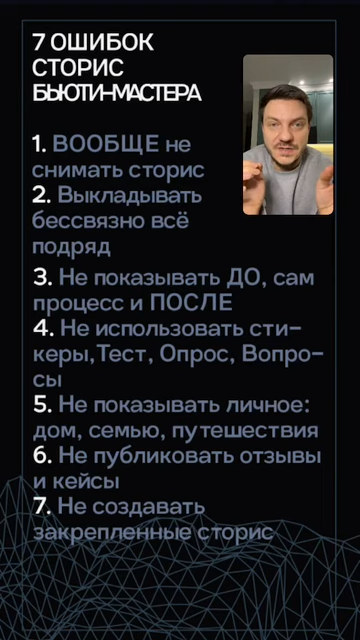 7 ОШИБОК
СТОРИС
БЬЮТИ-МАСТЕРА
1. ВООБЩЕ не
снимать сторис
2. Выкладывать
бессвязно всё
подряд
3. Не показывать ДО, сам
процесс и ПОСЛЕ
4. Не использовать сти-
керы,Тест, Опрос, Вопро-
сы
5. Не показывать личное:
дом, семью, путешествия
6. Не публиковать отзывы
и кейсы
7. Не создавать
закрепленные сторис